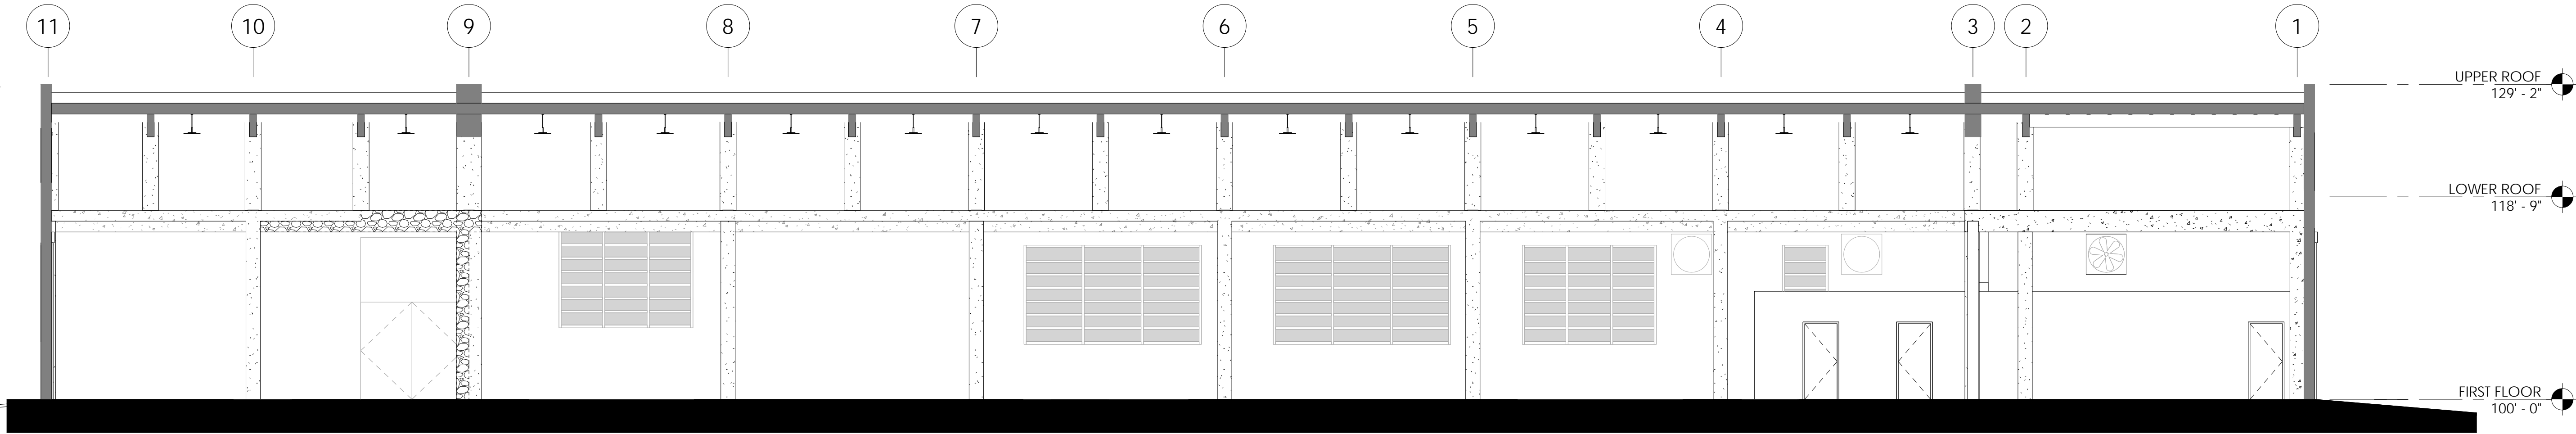 11 10 9 8 7 6 5 4 3 2 1
UPPER ROOF
129' - 2"
LOWER ROOF
118' - 9"
FIRST FLOOR
100' - 0"